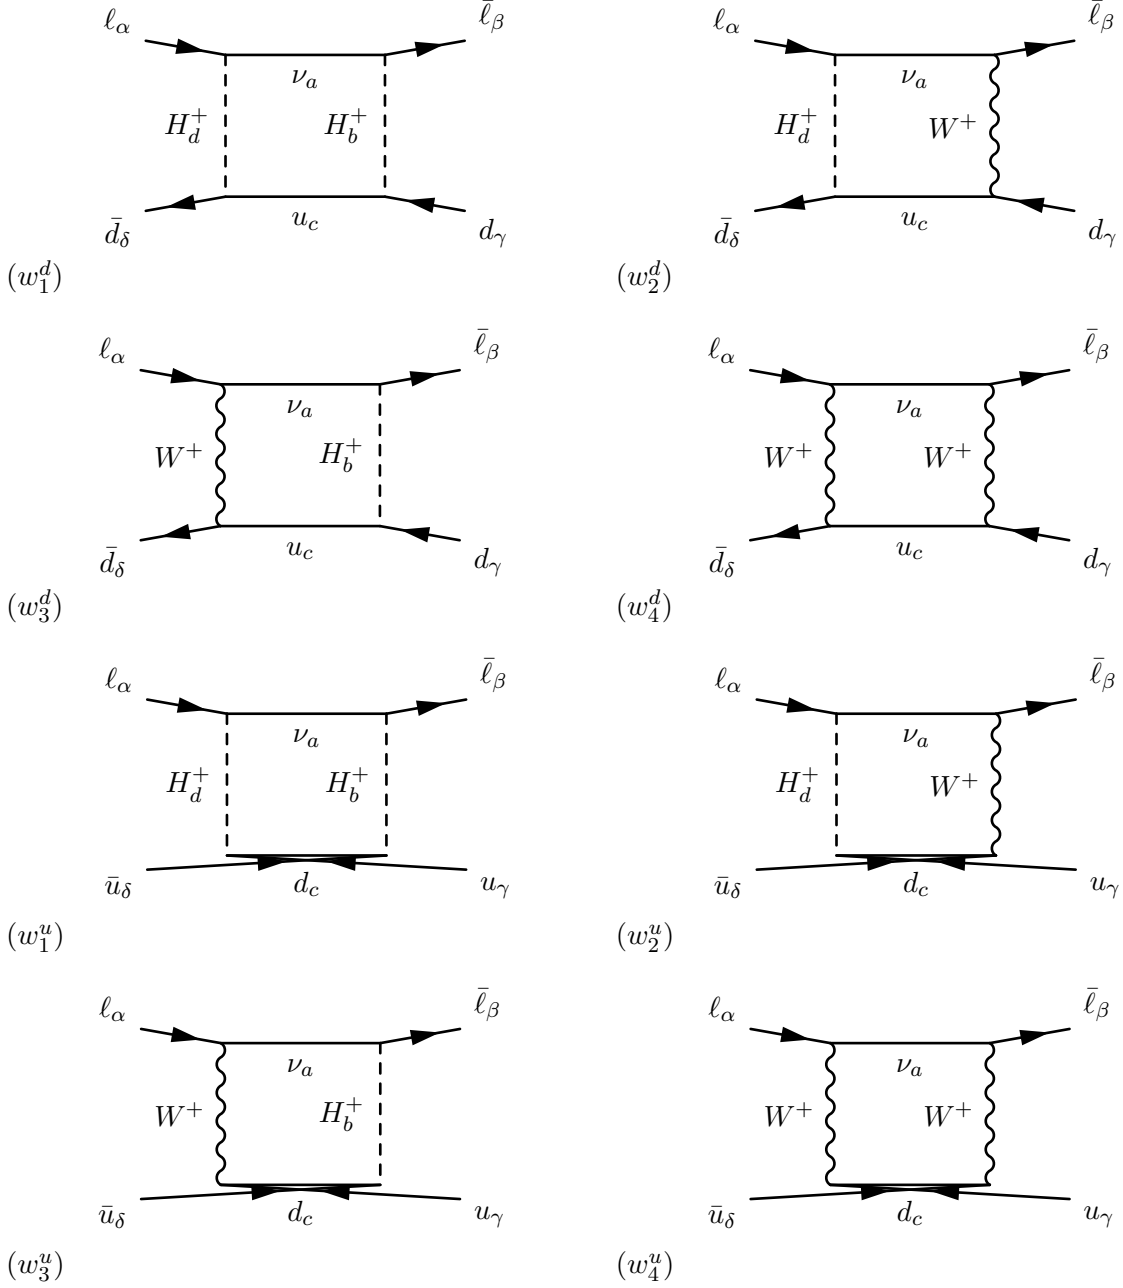 ℓ_α ℓ̄_β ℓ_α ℓ̄_β
ν_a ν_a
H_d^+ H_b^+ H_d^+ W^+
u_c u_c
d̄_δ d_γ d̄_δ d_γ
(w_1^d) (w_2^d)
ℓ_α ℓ̄_β ℓ_α ℓ̄_β
ν_a ν_a
W^+ H_b^+ W^+ W^+
u_c u_c
d̄_δ d_γ d̄_δ d_γ
(w_3^d) (w_4^d)
ℓ_α ℓ̄_β ℓ_α ℓ̄_β
ν_a ν_a
H_d^+ H_b^+ H_d^+ W^+
ū_δ d_c u_γ ū_δ d_c u_γ
(w_1^u) (w_2^u)
ℓ_α ℓ̄_β ℓ_α ℓ̄_β
ν_a ν_a
W^+ H_b^+ W^+ W^+
ū_δ d_c u_γ ū_δ d_c u_γ
(w_3^u) (w_4^u)